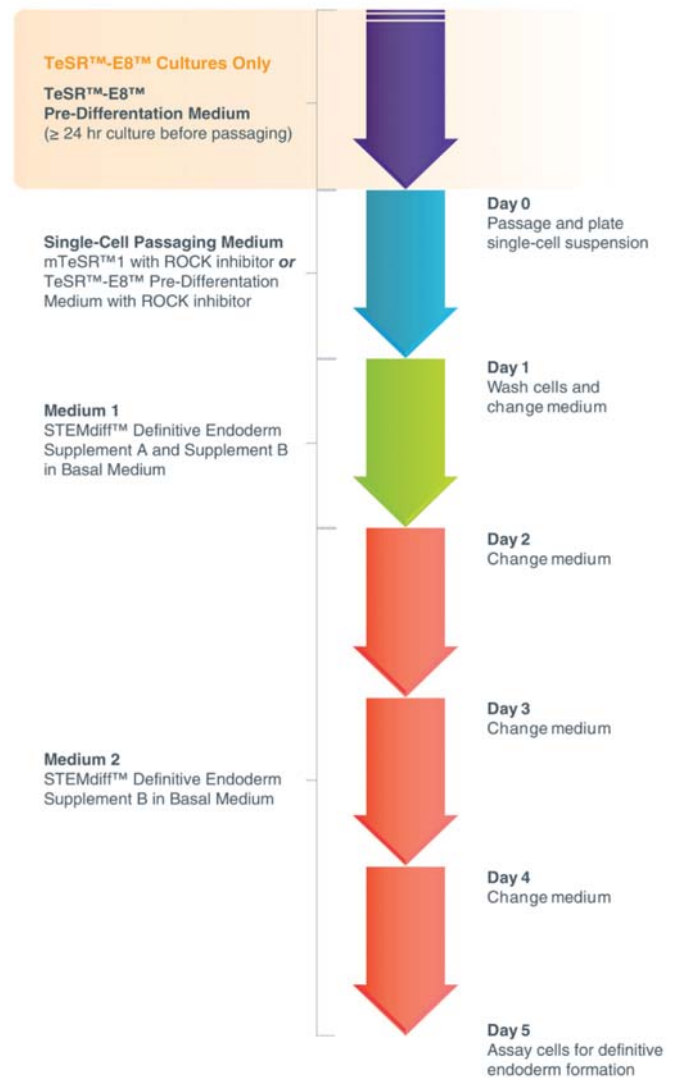 TeSR™-E8™ Cultures Only
TeSR™-E8™
Pre-Differentation Medium
(≥ 24 hr culture before passaging)
Day 0
Passage and plate
single-cell suspension
Single-Cell Passaging Medium
mTeSR™1 with ROCK inhibitor or
TeSR™-E8™ Pre-Differentation
Medium with ROCK inhibitor
Day 1
Wash cells and
change medium
Medium 1
STEMdiff™ Definitive Endoderm
Supplement A and Supplement B
in Basal Medium
Day 2
Change medium
Day 3
Change medium
Medium 2
STEMdiff™ Definitive Endoderm
Supplement B in Basal Medium
Day 4
Change medium
Day 5
Assay cells for definitive
endoderm formation